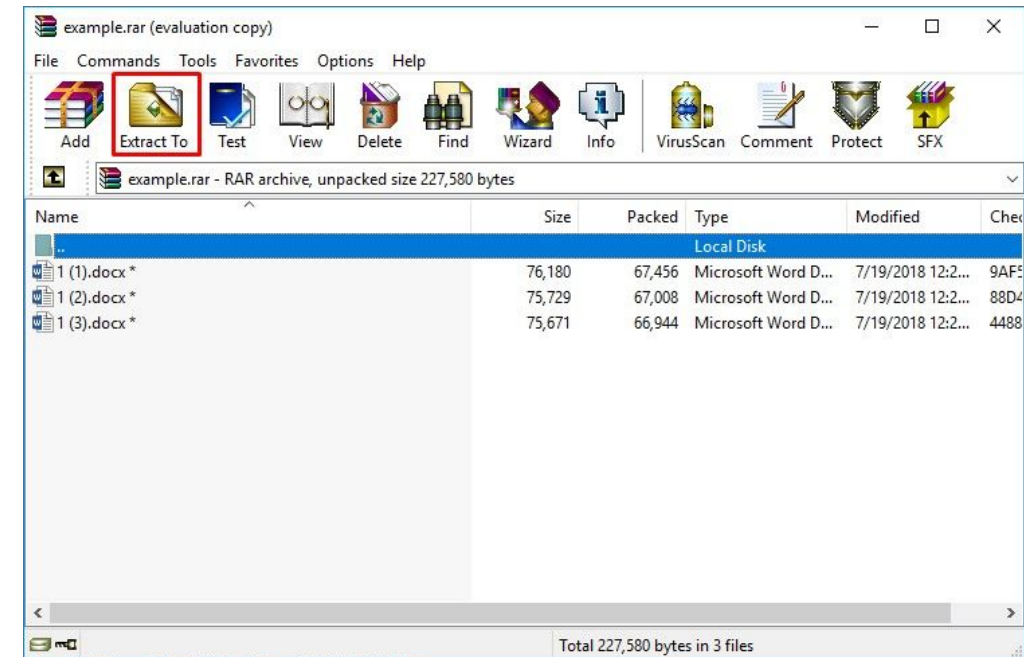 example.rar (evaluation copy)
File Commands Tools Favorites Options Help
Add Extract To Test View Delete Find Wizard Info VirusScan Comment Protect SFX
example.rar - RAR archive, unpacked size 227,580 bytes
Name Size Packed Type Modified Chec
.. Local Disk
1 (1).docx * 76,180 67,456 Microsoft Word D... 7/19/2018 12:2... 9AF5
1 (2).docx * 75,729 67,008 Microsoft Word D... 7/19/2018 12:2... 88D4
1 (3).docx * 75,671 66,944 Microsoft Word D... 7/19/2018 12:2... 4488
Total 227,580 bytes in 3 files